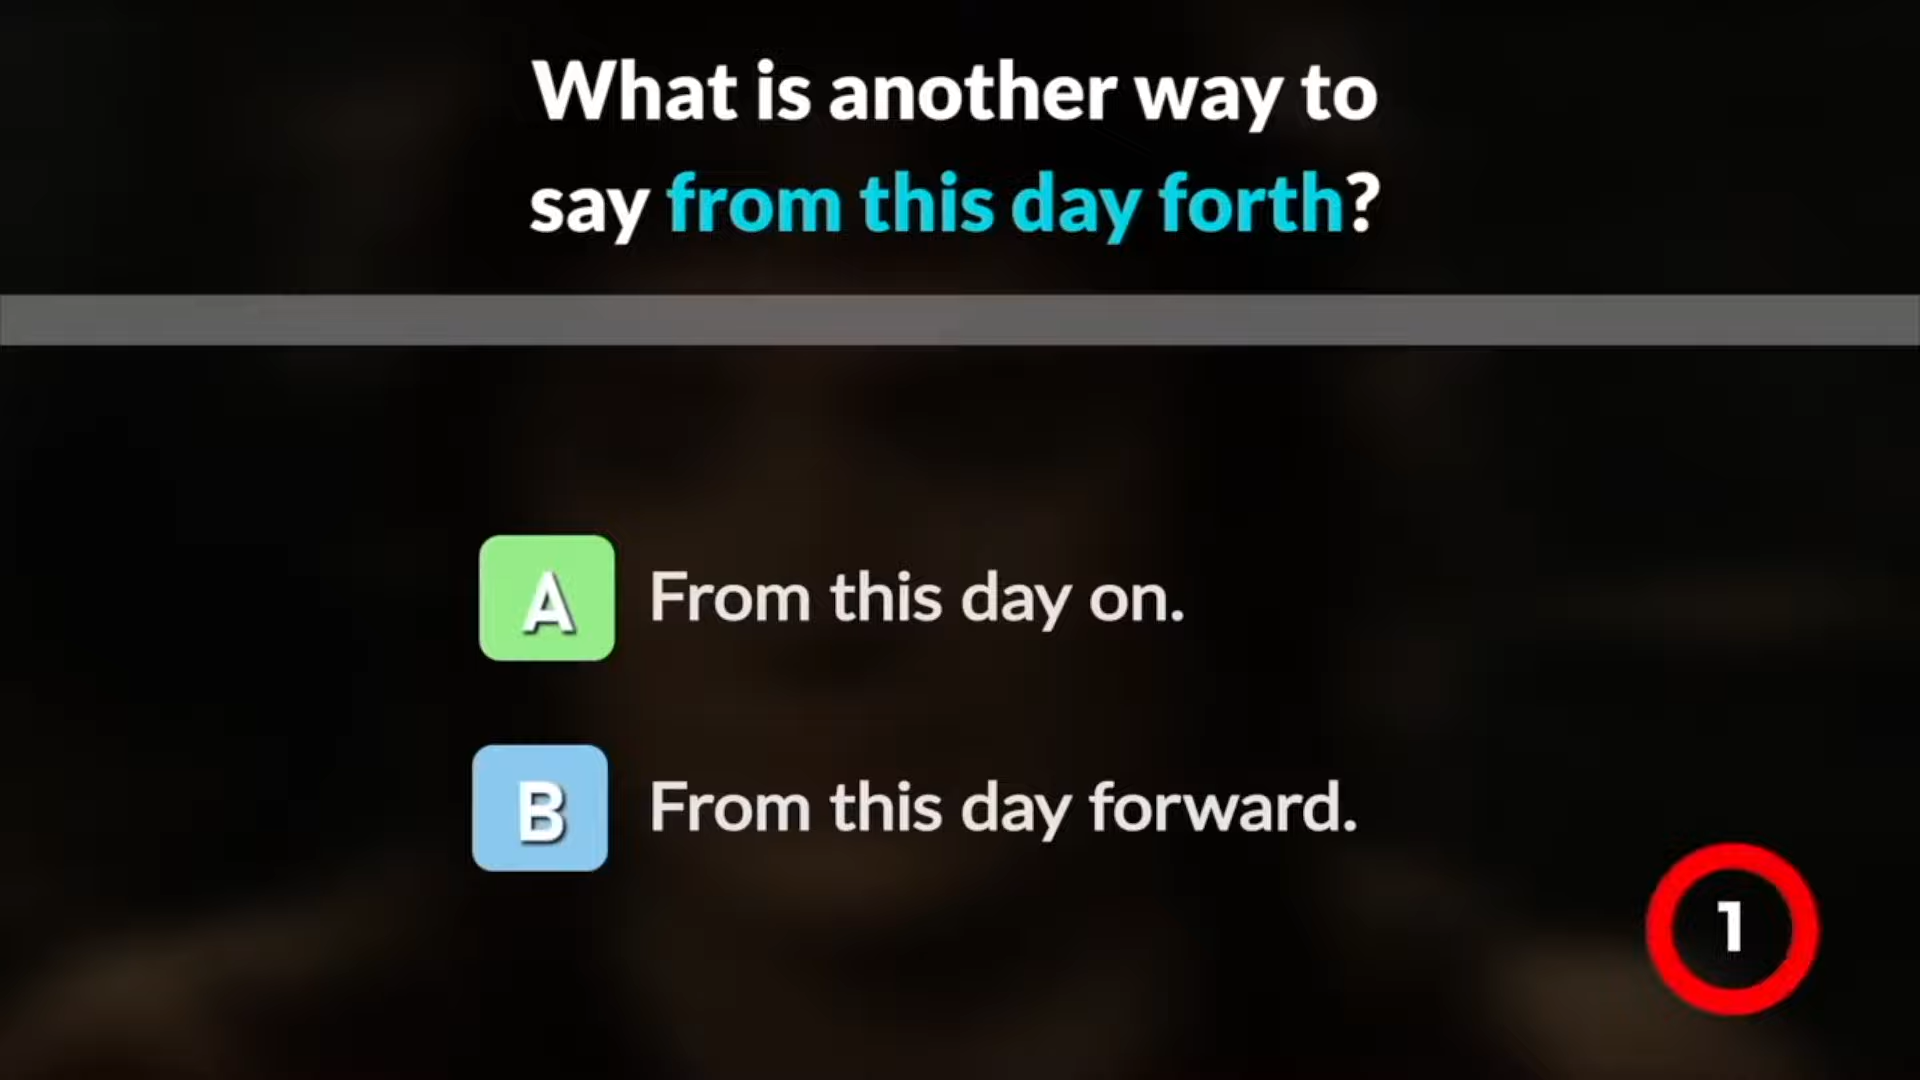 What is another way to
say from this day forth?
A From this day on.
B From this day forward.
1